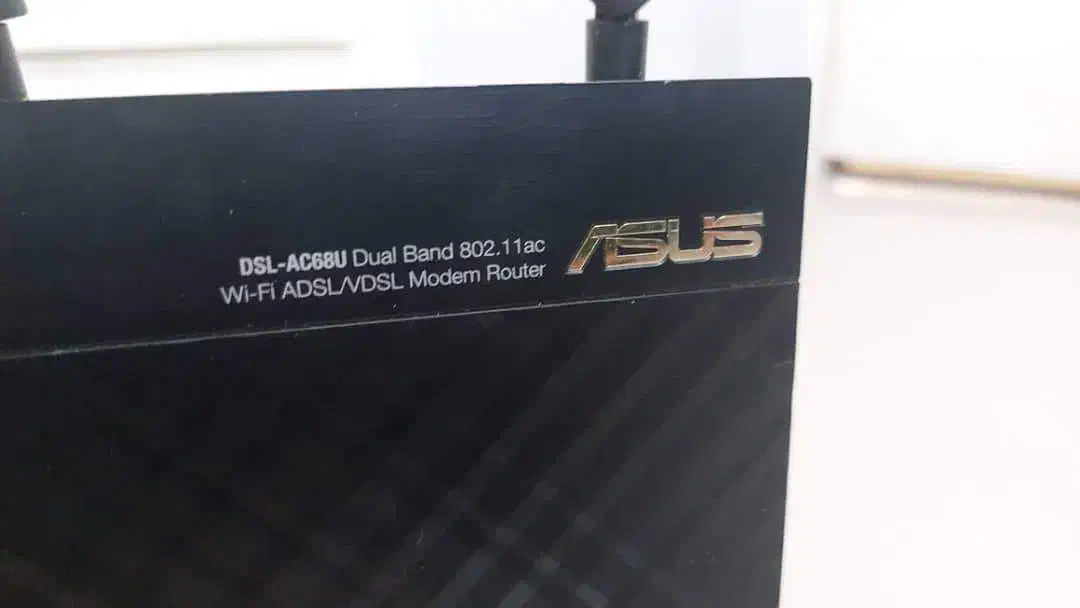 DSL-AC68U Dual Band 802.11ac
Wi-Fi ADSL/VDSL Modem Router
ASUS